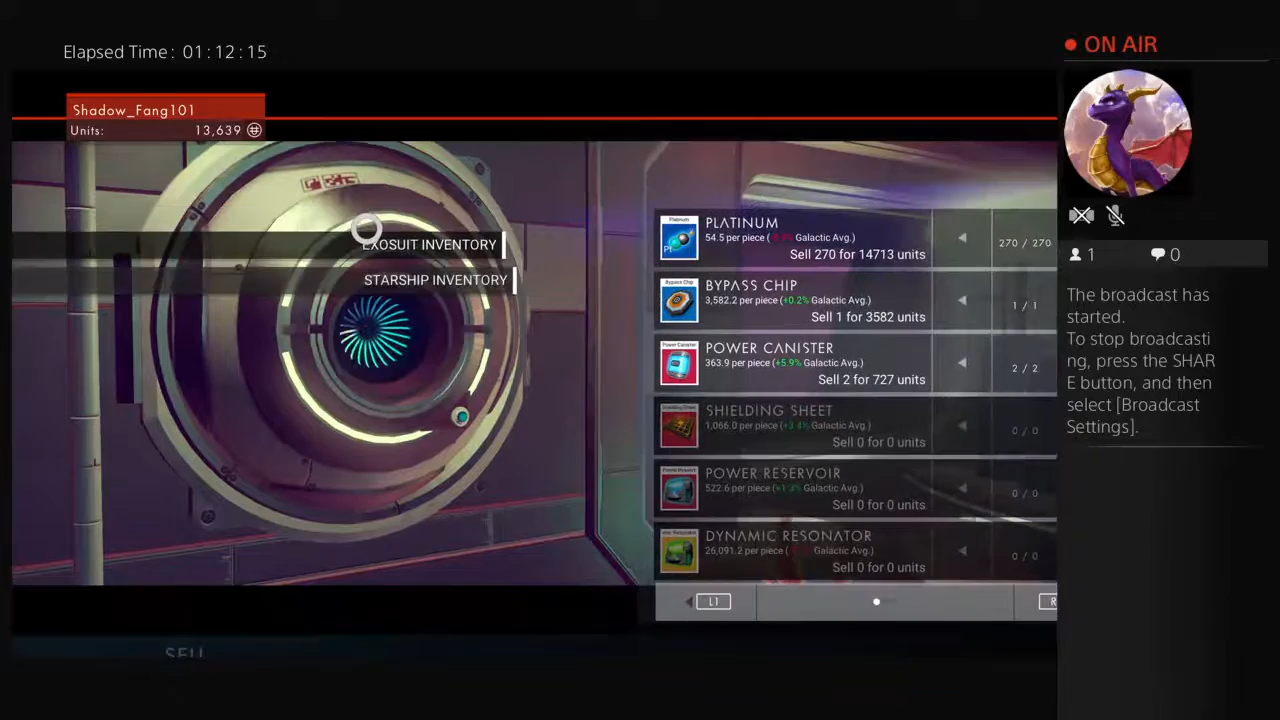 Elapsed Time: 01:12:15
ON AIR
Shadow_Fang101
Units: 13,639
EXOSUIT INVENTORY
STARSHIP INVENTORY
PLATINUM
54.5 per piece ( Galactic Avg.)
Sell 270 for 14713 units
270 / 270
BYPASS CHIP
3,582.2 per piece (+0.2% Galactic Avg.)
Sell 1 for 3582 units
1 / 1
POWER CANISTER
363.9 per piece (+5.9% Galactic Avg.)
Sell 2 for 727 units
2 / 2
SHIELDING SHEET
1,066.0 per piece (+3.4% Galactic Avg.)
Sell 0 for 0 units
0 / 0
POWER RESERVOIR
522.6 per piece ( Galactic Avg.)
Sell 0 for 0 units
0 / 0
DYNAMIC RESONATOR
26,091.2 per piece ( Galactic Avg.)
Sell 0 for 0 units
0 / 0
L1
R
SELL
1
0
The broadcast has
started.
To stop broadcasti
ng, press the SHAR
E button, and then
select [Broadcast
Settings].